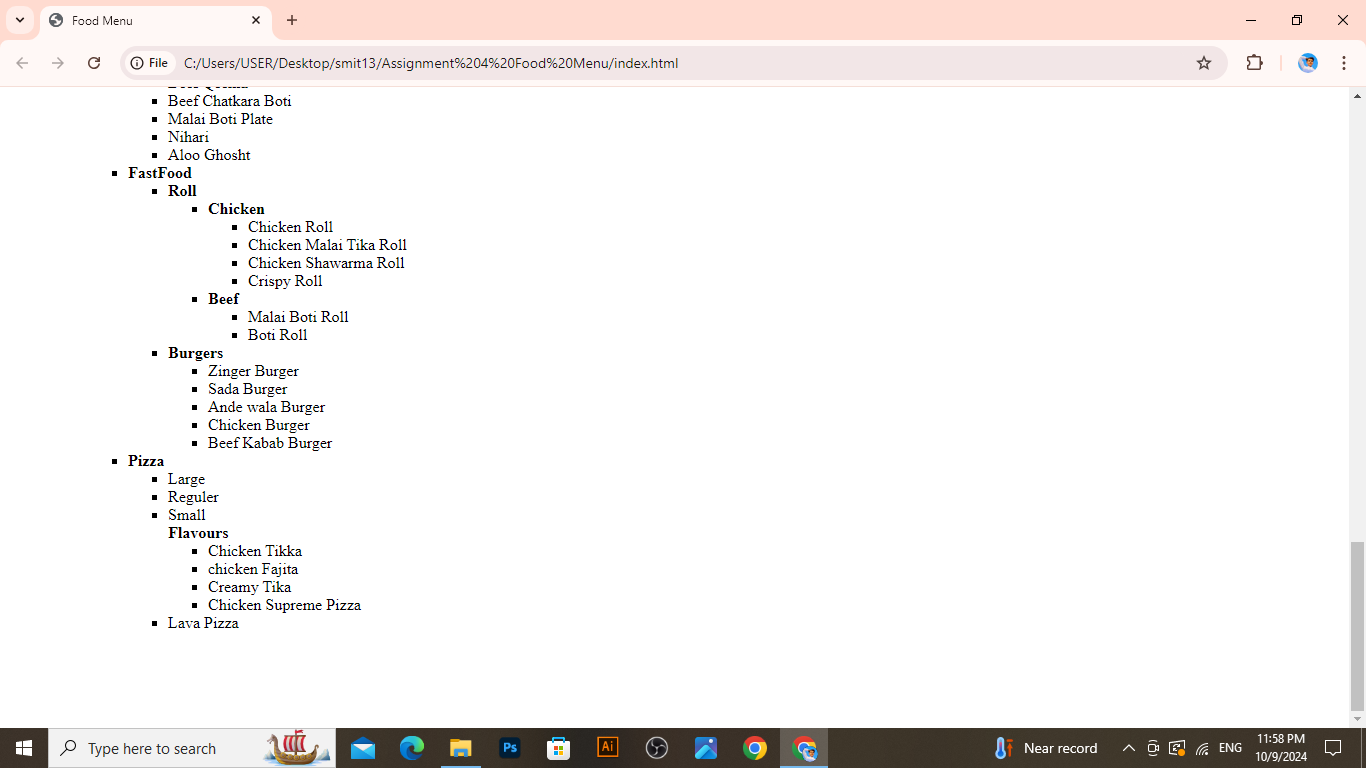 Food Menu
File
C:/Users/USER/Desktop/smit13/Assignment%204%20Food%20Menu/index.html
Beef Chatkara Boti
Malai Boti Plate
Nihari
Aloo Ghosht
FastFood
Roll
Chicken
Chicken Roll
Chicken Malai Tika Roll
Chicken Shawarma Roll
Crispy Roll
Beef
Malai Boti Roll
Boti Roll
Burgers
Zinger Burger
Sada Burger
Ande wala Burger
Chicken Burger
Beef Kabab Burger
Pizza
Large
Reguler
Small
Flavours
Chicken Tikka
chicken Fajita
Creamy Tika
Chicken Supreme Pizza
Lava Pizza
Type here to search
Ps
Ai
Near record
ENG
11:58 PM
10/9/2024